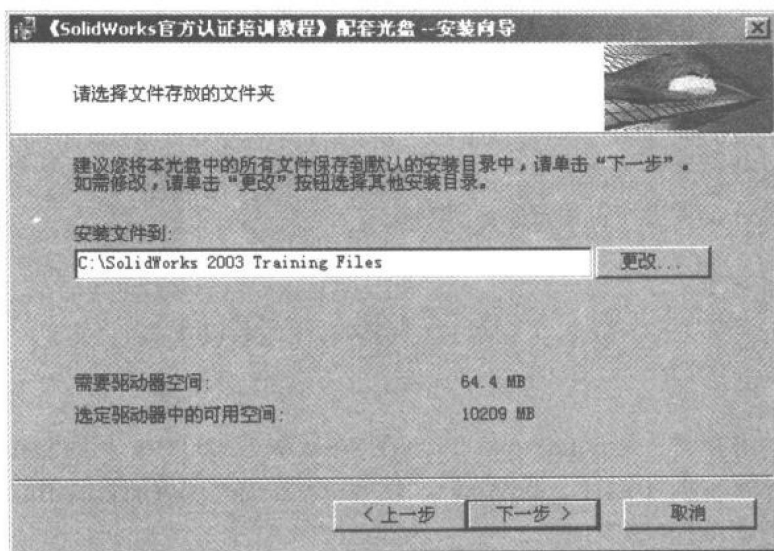 《SolidWorks官方认证培训教程》配套光盘 --安装向导
请选择文件存放的文件夹
建议您将本光盘中的所有文件保存到默认的安装目录中，请单击“下一步”。
如需修改，请单击“更改”按钮选择其他安装目录。
安装文件到:
C:\SolidWorks 2003 Training Files
更改...
需要驱动器空间: 64.4 MB
选定驱动器中的可用空间: 10209 MB
< 上一步 下一步 > 取消